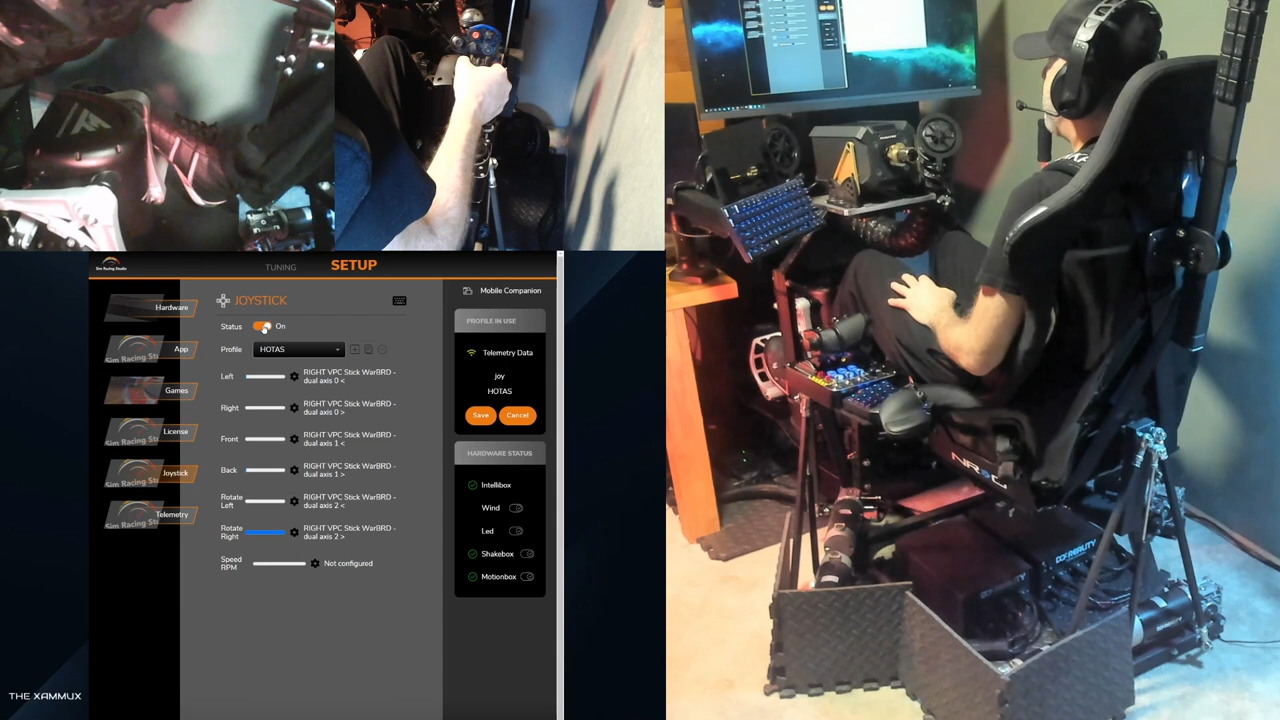 Sim Racing Studio
TUNING
SETUP
Hardware
App
Games
License
Joystick
Telemetry
JOYSTICK
Status
On
Profile
HOTAS
Left
RIGHT VPC Stick WarBRD -
dual axis 0 <
Right
RIGHT VPC Stick WarBRD -
dual axis 0 >
Front
RIGHT VPC Stick WarBRD -
dual axis 1 <
Back
RIGHT VPC Stick WarBRD -
dual axis 1 >
Rotate
Left
RIGHT VPC Stick WarBRD -
dual axis 2 <
Rotate
Right
RIGHT VPC Stick WarBRD -
dual axis 2 >
Speed
RPM
Not configured
Mobile Companion
PROFILE IN USE
Telemetry Data
joy
HOTAS
Save
Cancel
HARDWARE STATUS
Intellibox
Wind
Led
Shakebox
Motionbox
THE XAMMUX
DOFREALITY